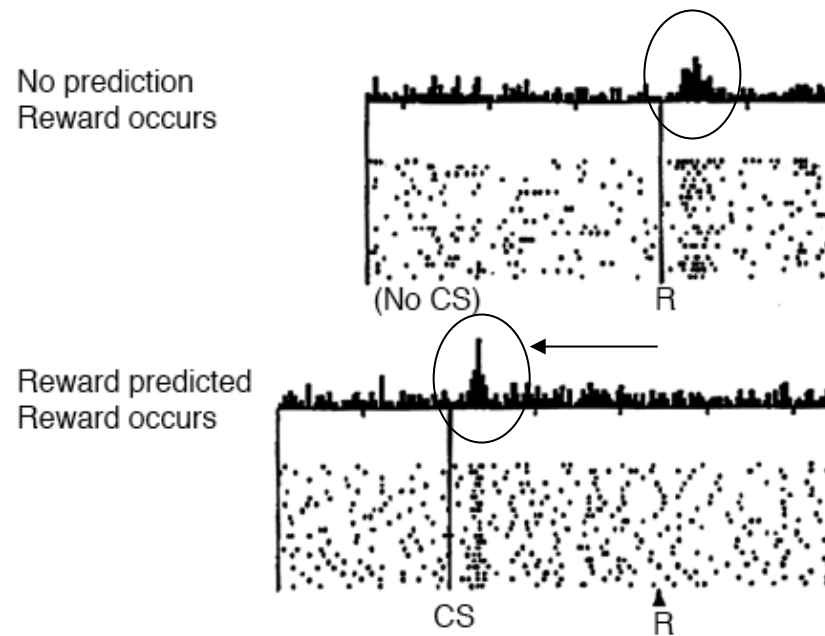 No prediction
Reward occurs
(No CS)
R
Reward predicted
Reward occurs
CS
R